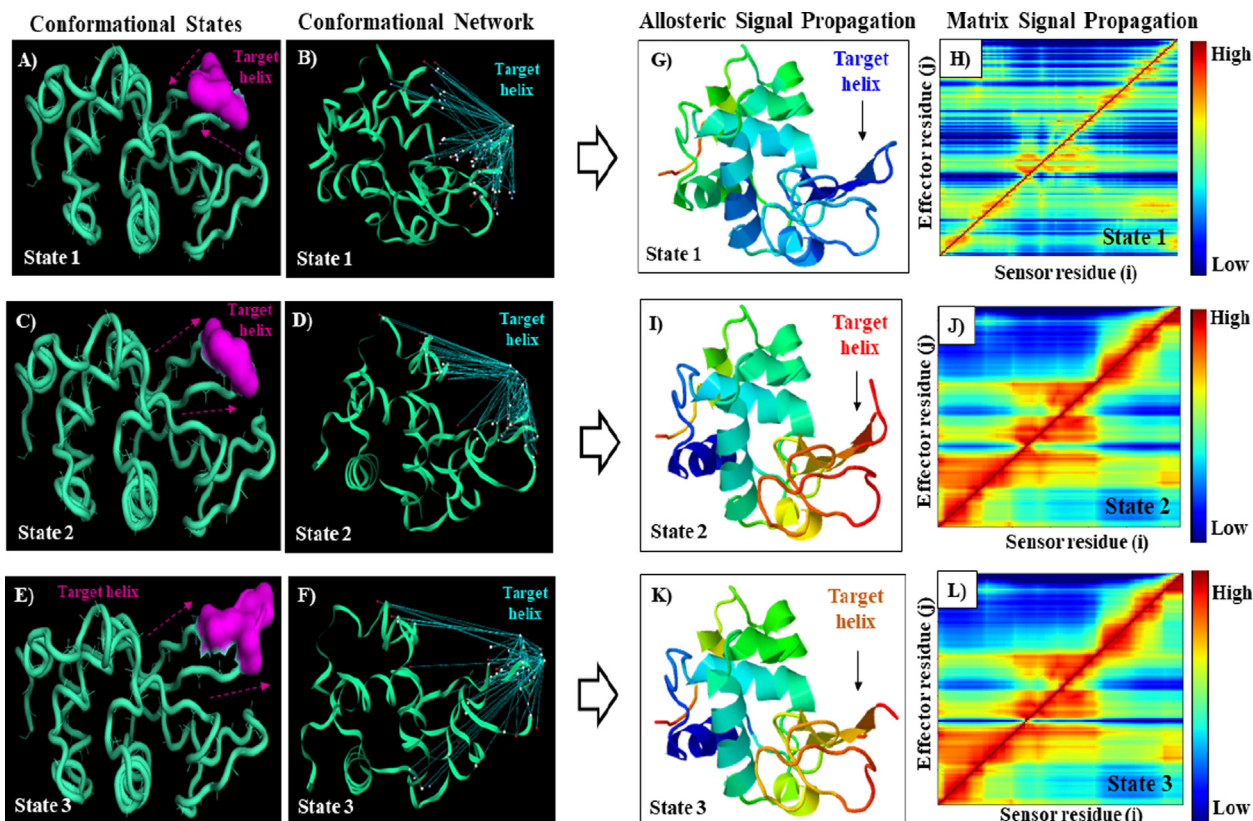 Conformational States
Conformational Network
Allosteric Signal Propagation
Matrix Signal Propagation
A)
Target
helix
State 1
B)
Target
helix
State 1
G)
Target
helix
State 1
H)
Effector residue (j)
State 1
Sensor residue (i)
High
Low
C)
Target
helix
State 2
D)
Target
helix
State 2
I)
Target
helix
State 2
J)
Effector residue (j)
State 2
Sensor residue (i)
High
Low
E)
Target helix
State 3
F)
Target
helix
State 3
K)
Target
helix
State 3
L)
Effector residue (j)
State 3
Sensor residue (i)
High
Low